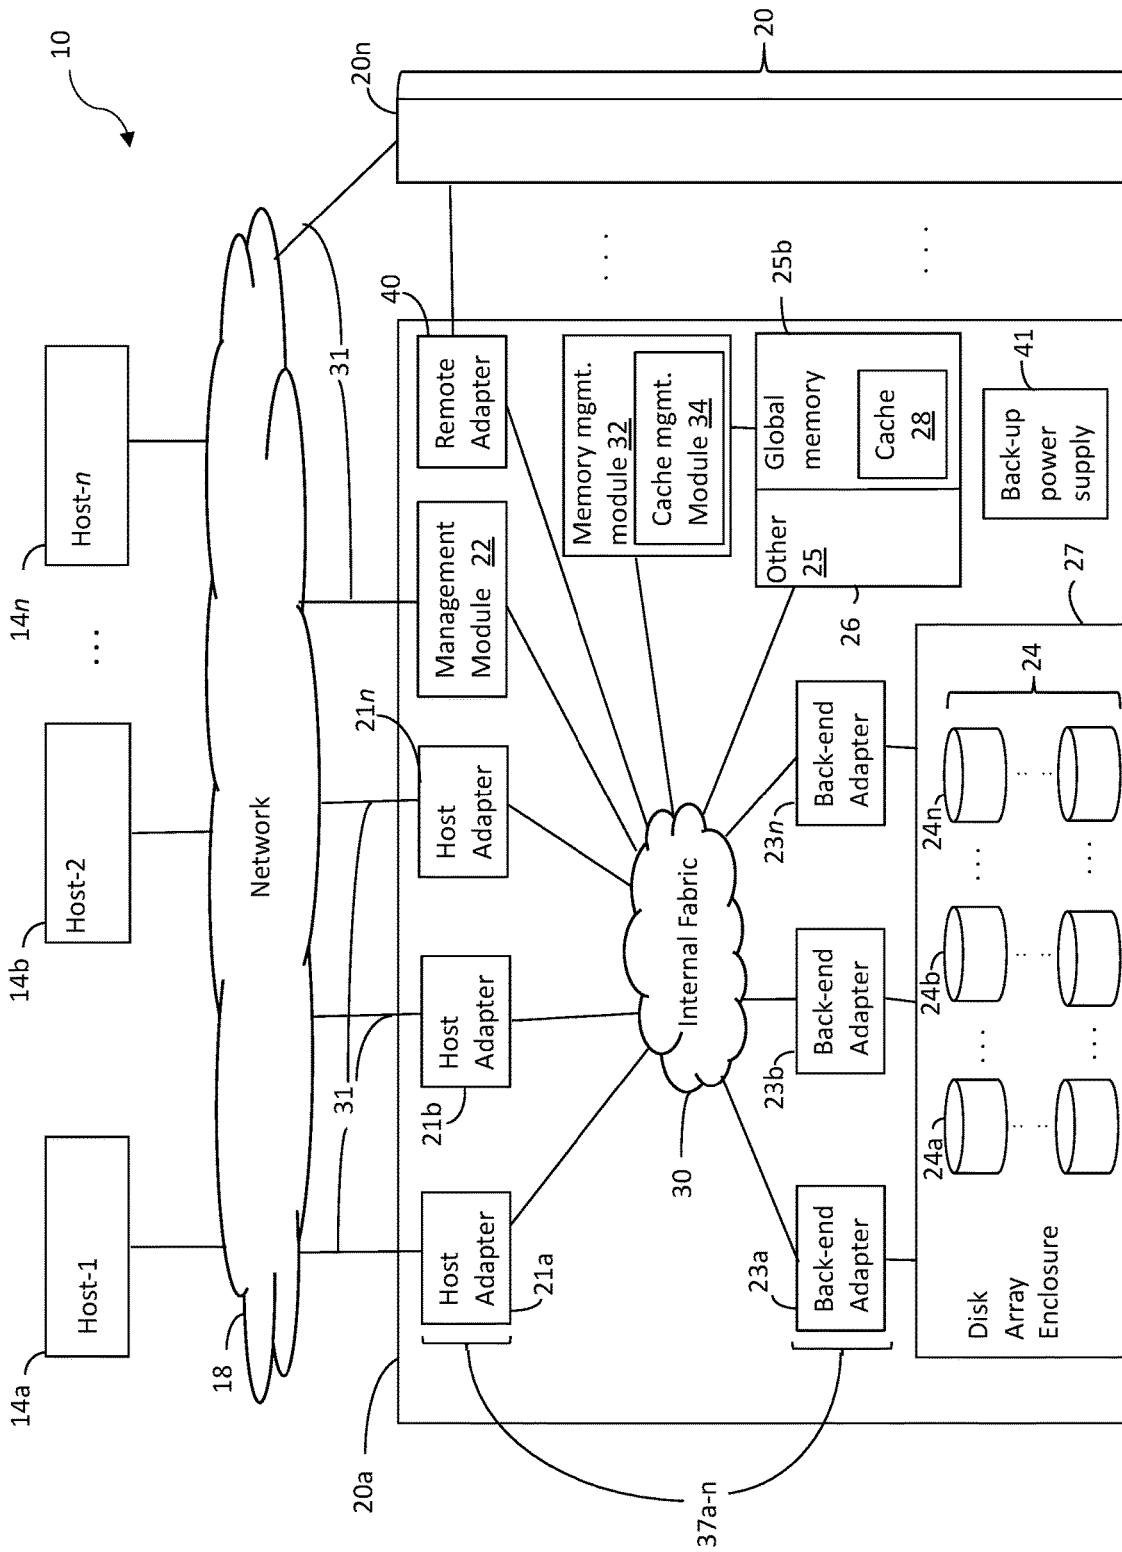 10
14a
Host-1
14b
Host-2
...
14n
Host-n
18
Network
31
31
31
20n
20
20a
Host
Adapter
21a
Host
Adapter
21b
Host
Adapter
21n
Management
Module 22
Remote
Adapter
40
37a-n
30
Internal Fabric
Memory mgmt.
module 32
Cache mgmt.
Module 34
Other
25
Global
memory
25b
Cache
28
26
...
...
Back-up
power
supply
41
Back-end
Adapter
23a
Back-end
Adapter
23b
Back-end
Adapter
23n
27
Disk
Array
Enclosure
24a
...
24b
...
24n
24
...
...